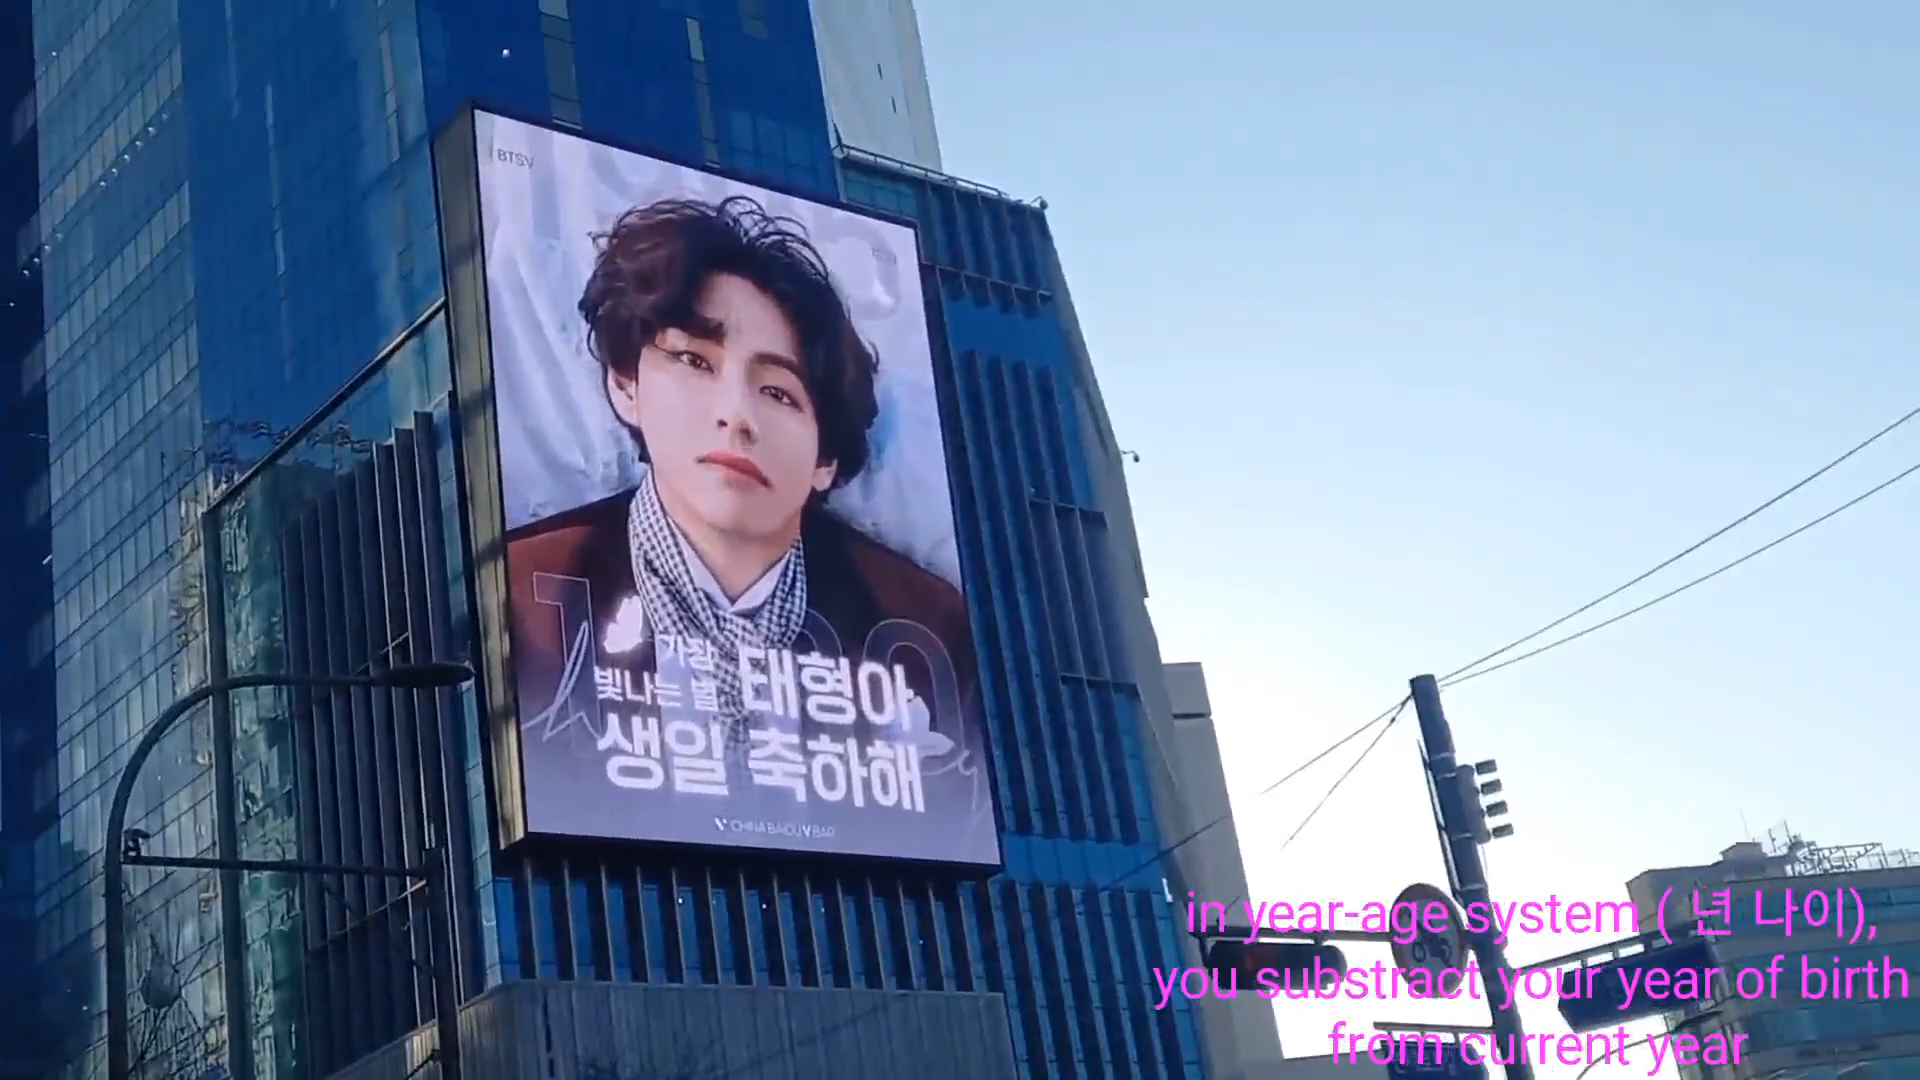 BTSV
가장
빛나는 별 태형아
생일 축하해
CHINA BAIDU V BAR
in year-age system ( 년 나이),
you substract your year of birth
from current year